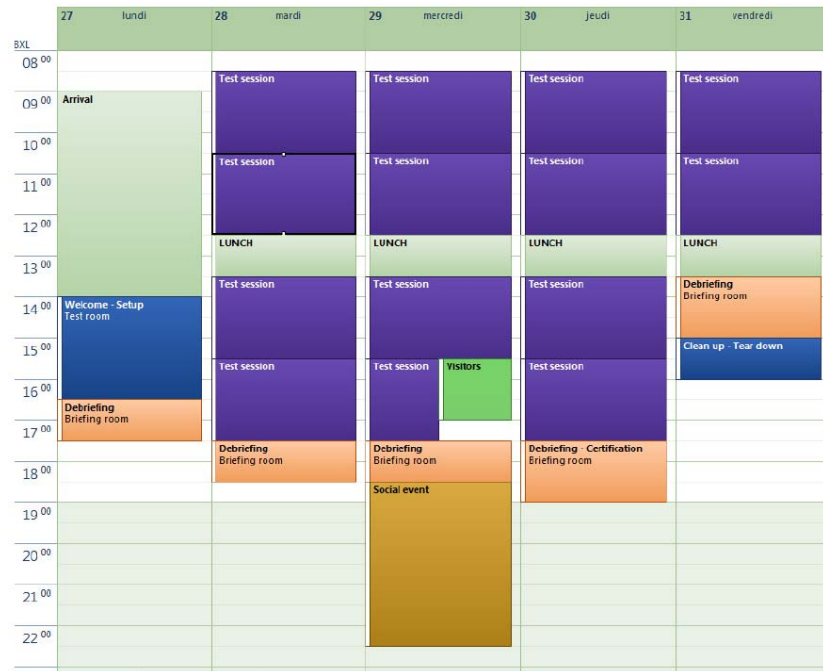 27 lundi
28 mardi
29 mercredi
30 jeudi
31 vendredi
BXL
08 00
09 00
10 00
11 00
12 00
13 00
14 00
15 00
16 00
17 00
18 00
19 00
20 00
21 00
22 00
Arrival
Welcome - Setup
Test room
Debriefing
Briefing room
Test session
Test session
LUNCH
Test session
Test session
Debriefing
Briefing room
Test session
Test session
LUNCH
Test session
Test session
Visitors
Debriefing
Briefing room
Social event
Test session
Test session
LUNCH
Test session
Test session
Debriefing - Certification
Briefing room
Test session
Test session
LUNCH
Debriefing
Briefing room
Clean up - Tear down